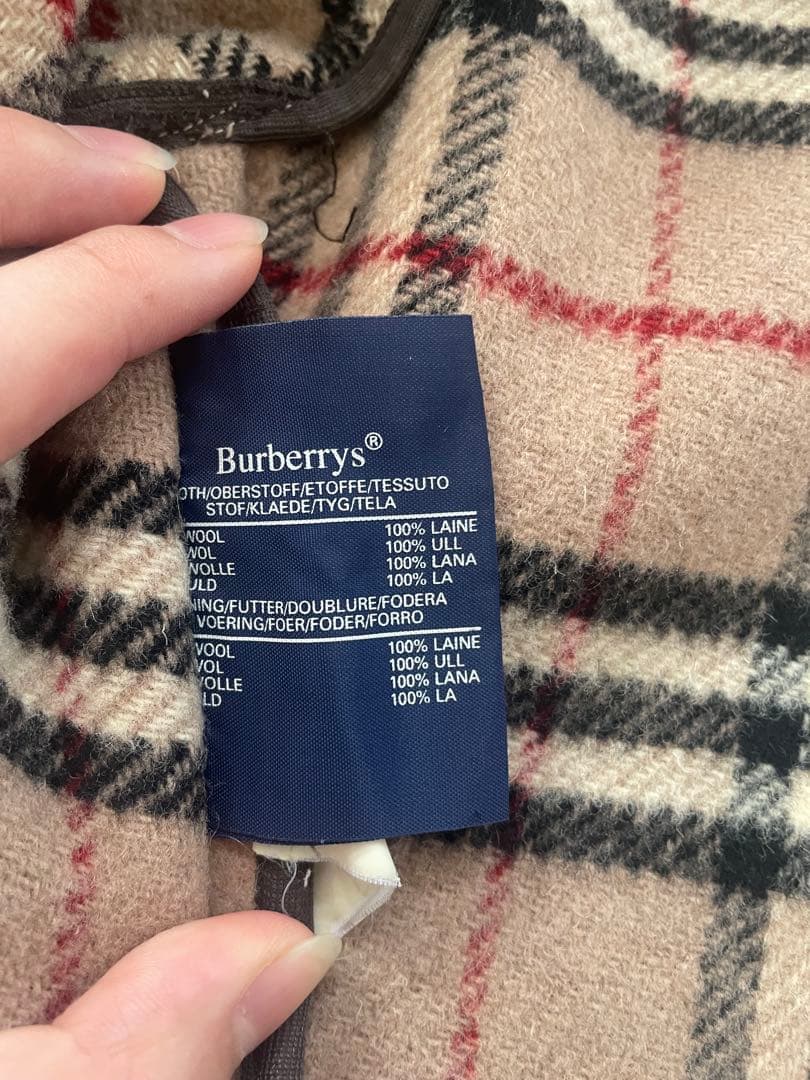 Burberrys®
OTH/OBERSTOFF/ETOFFE/TESSUTO
STOF/KLAEDE/TYG/TELA
WOOL 100% LAINE
WOL 100% ULL
WOLLE 100% LANA
ULD 100% LA
NING/FUTTER/DOUBLURE/FODERA
VOERING/FOER/FODER/FORRO
WOOL 100% LAINE
WOL 100% ULL
WOLLE 100% LANA
LD 100% LA